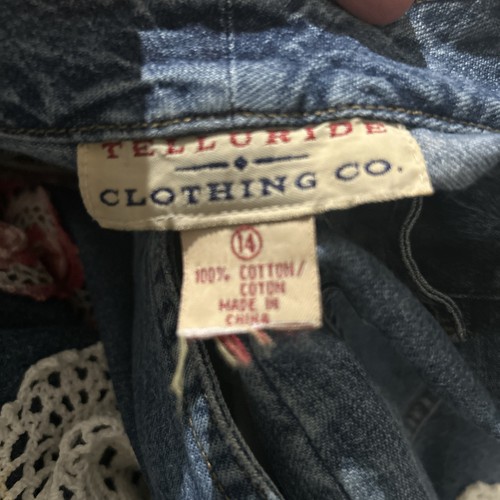 TELLURIDE
CLOTHING CO.
14
100% COTTON/
COTON
MADE IN
CHINA